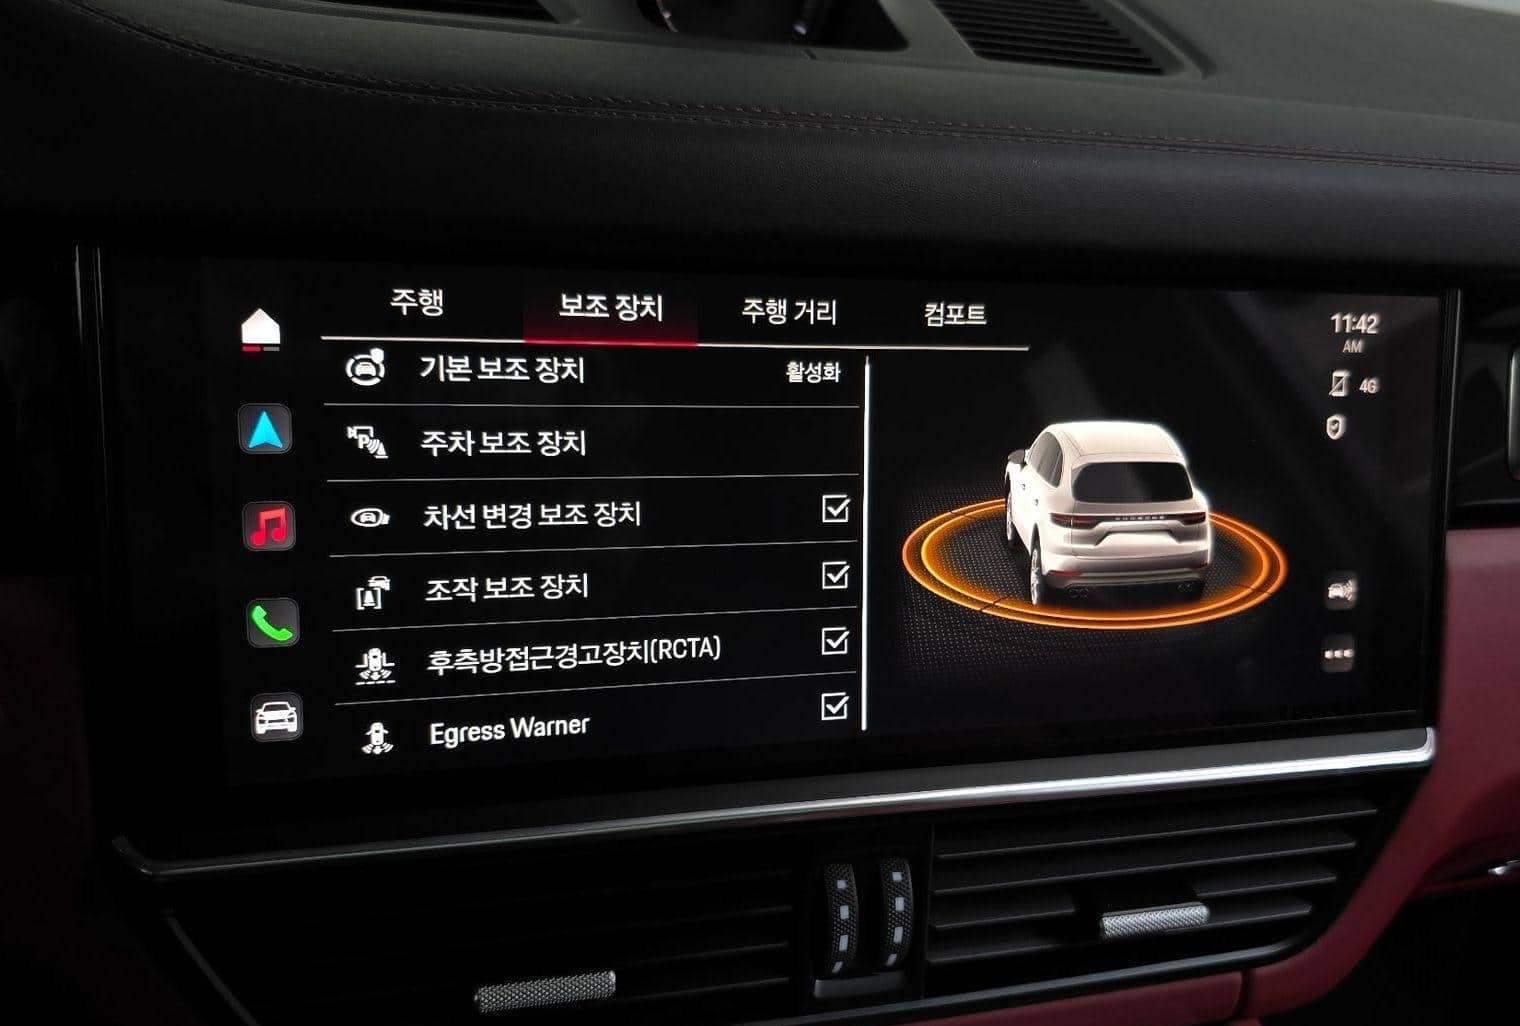 주행 보조 장치 주행 거리 컴포트
기본 보조 장치 활성화
주차 보조 장치
차선 변경 보조 장치
조작 보조 장치
후측방접근경고장치(RCTA)
Egress Warner
11:42
AM
4G
PORSCHE